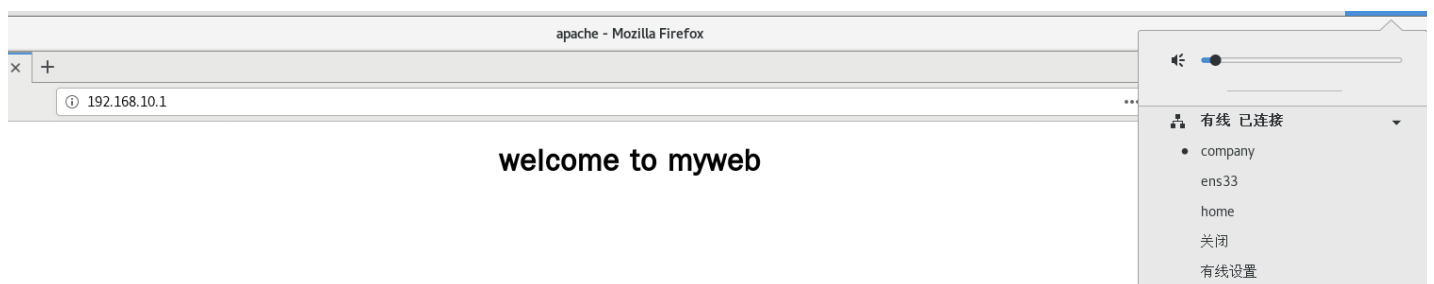 apache - Mozilla Firefox
× +
192.168.10.1 •••
welcome to myweb
有线 已连接
company
ens33
home
关闭
有线设置